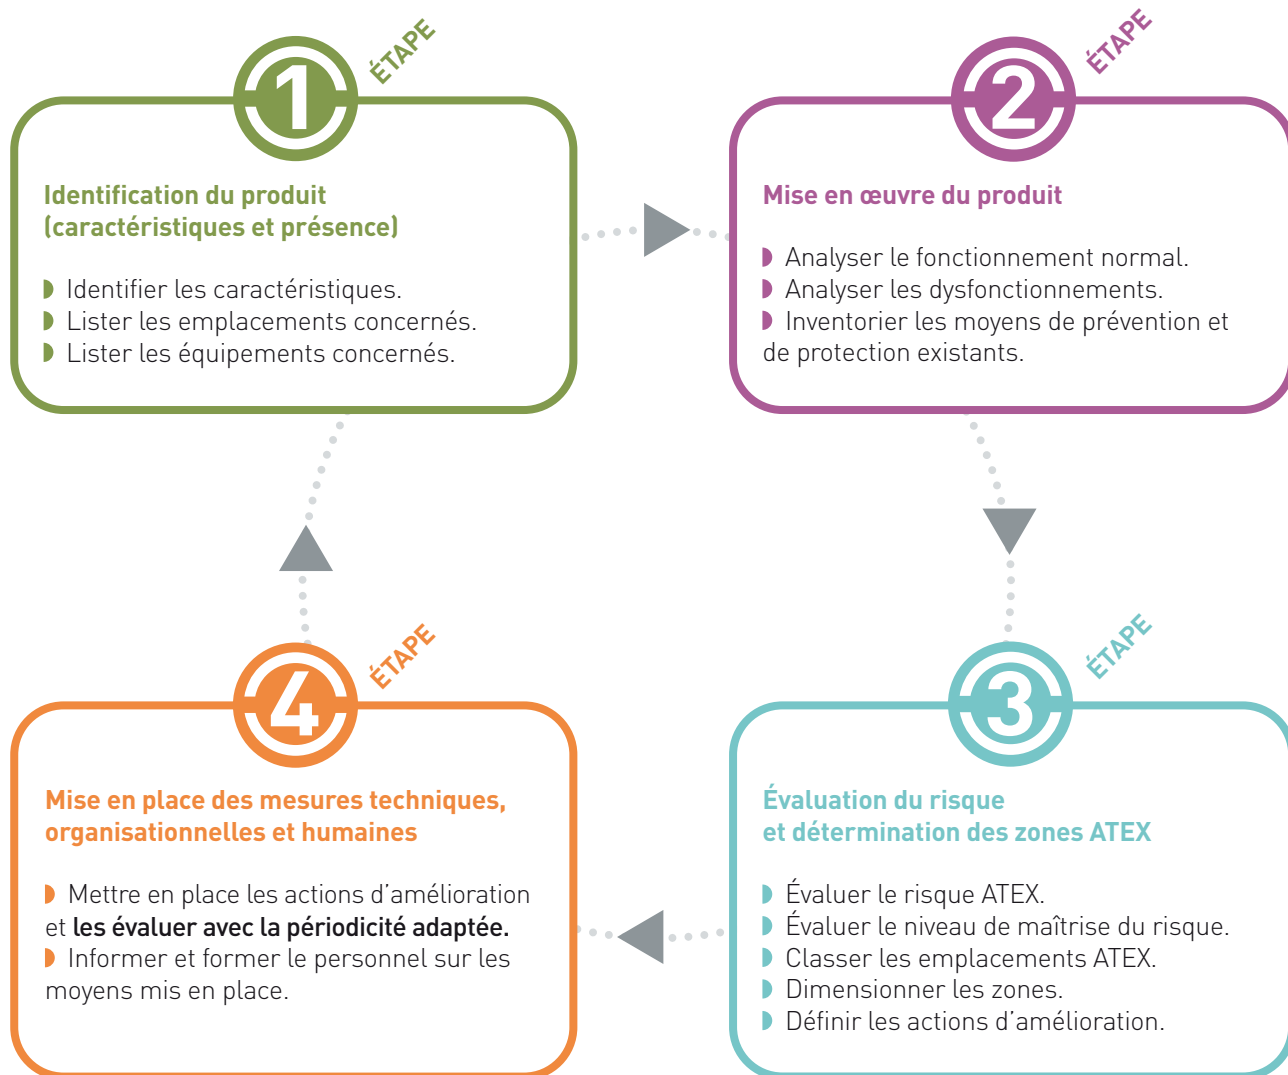 1
ÉTAPE
Identification du produit
(caractéristiques et présence)
Identifier les caractéristiques.
Lister les emplacements concernés.
Lister les équipements concernés.
2
ÉTAPE
Mise en œuvre du produit
Analyser le fonctionnement normal.
Analyser les dysfonctionnements.
Inventorier les moyens de prévention et
de protection existants.
3
ÉTAPE
Évaluation du risque
et détermination des zones ATEX
Évaluer le risque ATEX.
Évaluer le niveau de maîtrise du risque.
Classer les emplacements ATEX.
Dimensionner les zones.
Définir les actions d’amélioration.
4
ÉTAPE
Mise en place des mesures techniques,
organisationnelles et humaines
Mettre en place les actions d’amélioration
et les évaluer avec la périodicité adaptée.
Informer et former le personnel sur les
moyens mis en place.